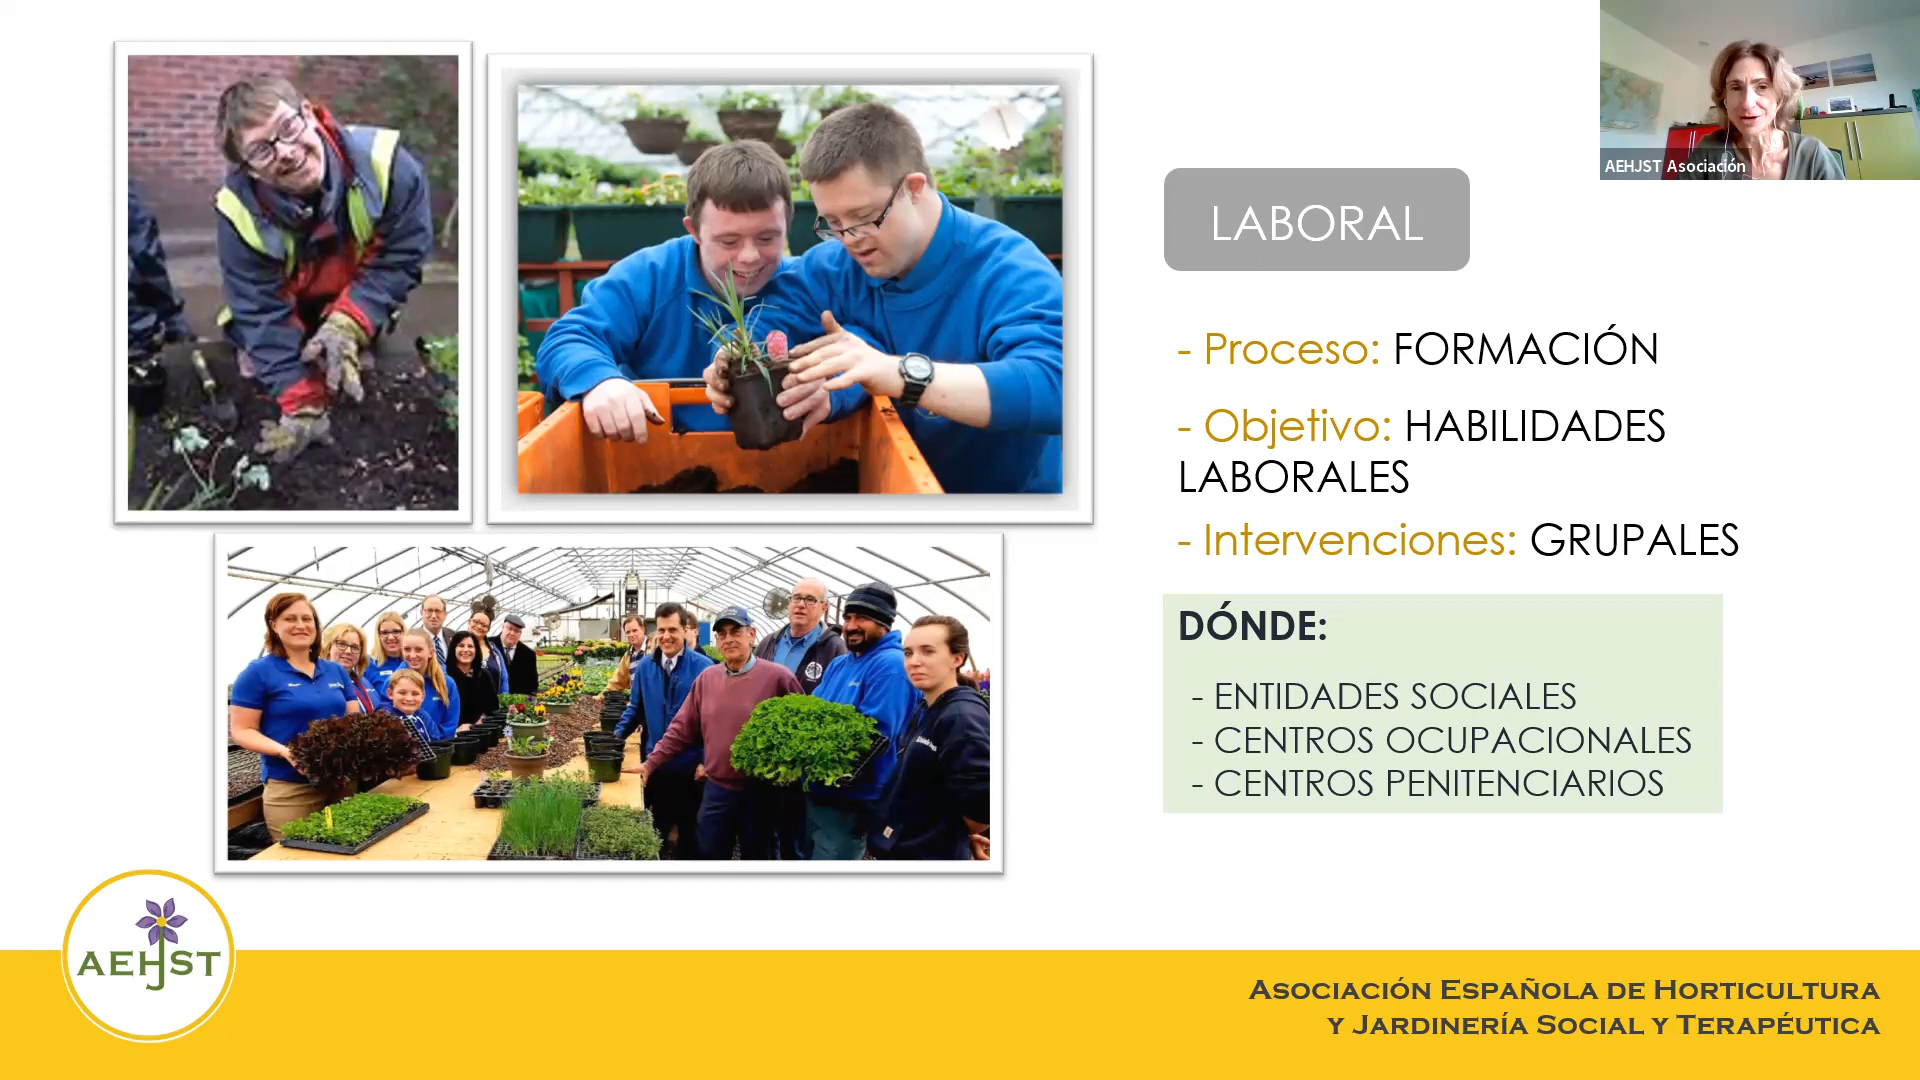 AEHJST Asociación
LABORAL
- Proceso: FORMACIÓN
- Objetivo: HABILIDADES
LABORALES
- Intervenciones: GRUPALES
DÓNDE:
- ENTIDADES SOCIALES
- CENTROS OCUPACIONALES
- CENTROS PENITENCIARIOS
AEHJST
ASOCIACIÓN ESPAÑOLA DE HORTICULTURA
Y JARDINERÍA SOCIAL Y TERAPÉUTICA